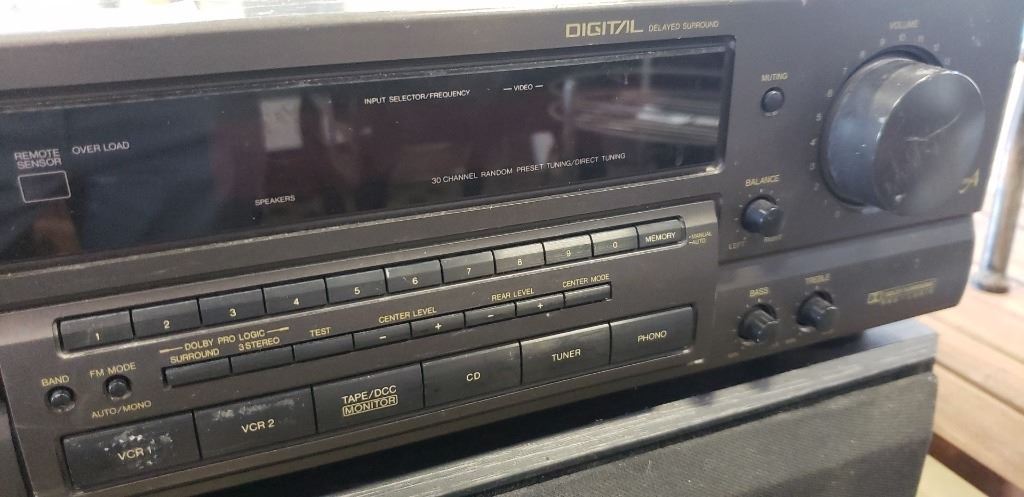 DIGITAL DELAYED SURROUND
VOLUME
MUTING
INPUT SELECTOR/FREQUENCY
VIDEO
REMOTE SENSOR
OVER LOAD
30 CHANNEL RANDOM PRESET TUNING/DIRECT TUNING
SPEAKERS
BALANCE
LEFT RIGHT
1 2 3 4 5 6 7 8 9 0 MEMORY
MANUAL
AUTO
DOLBY PRO LOGIC
SURROUND 3 STEREO TEST
CENTER LEVEL
− +
REAR LEVEL
− +
CENTER MODE
BASS TREBLE
BAND
FM MODE
AUTO/MONO
VCR 1
VCR 2
TAPE/DCC
MONITOR
CD
TUNER
PHONO